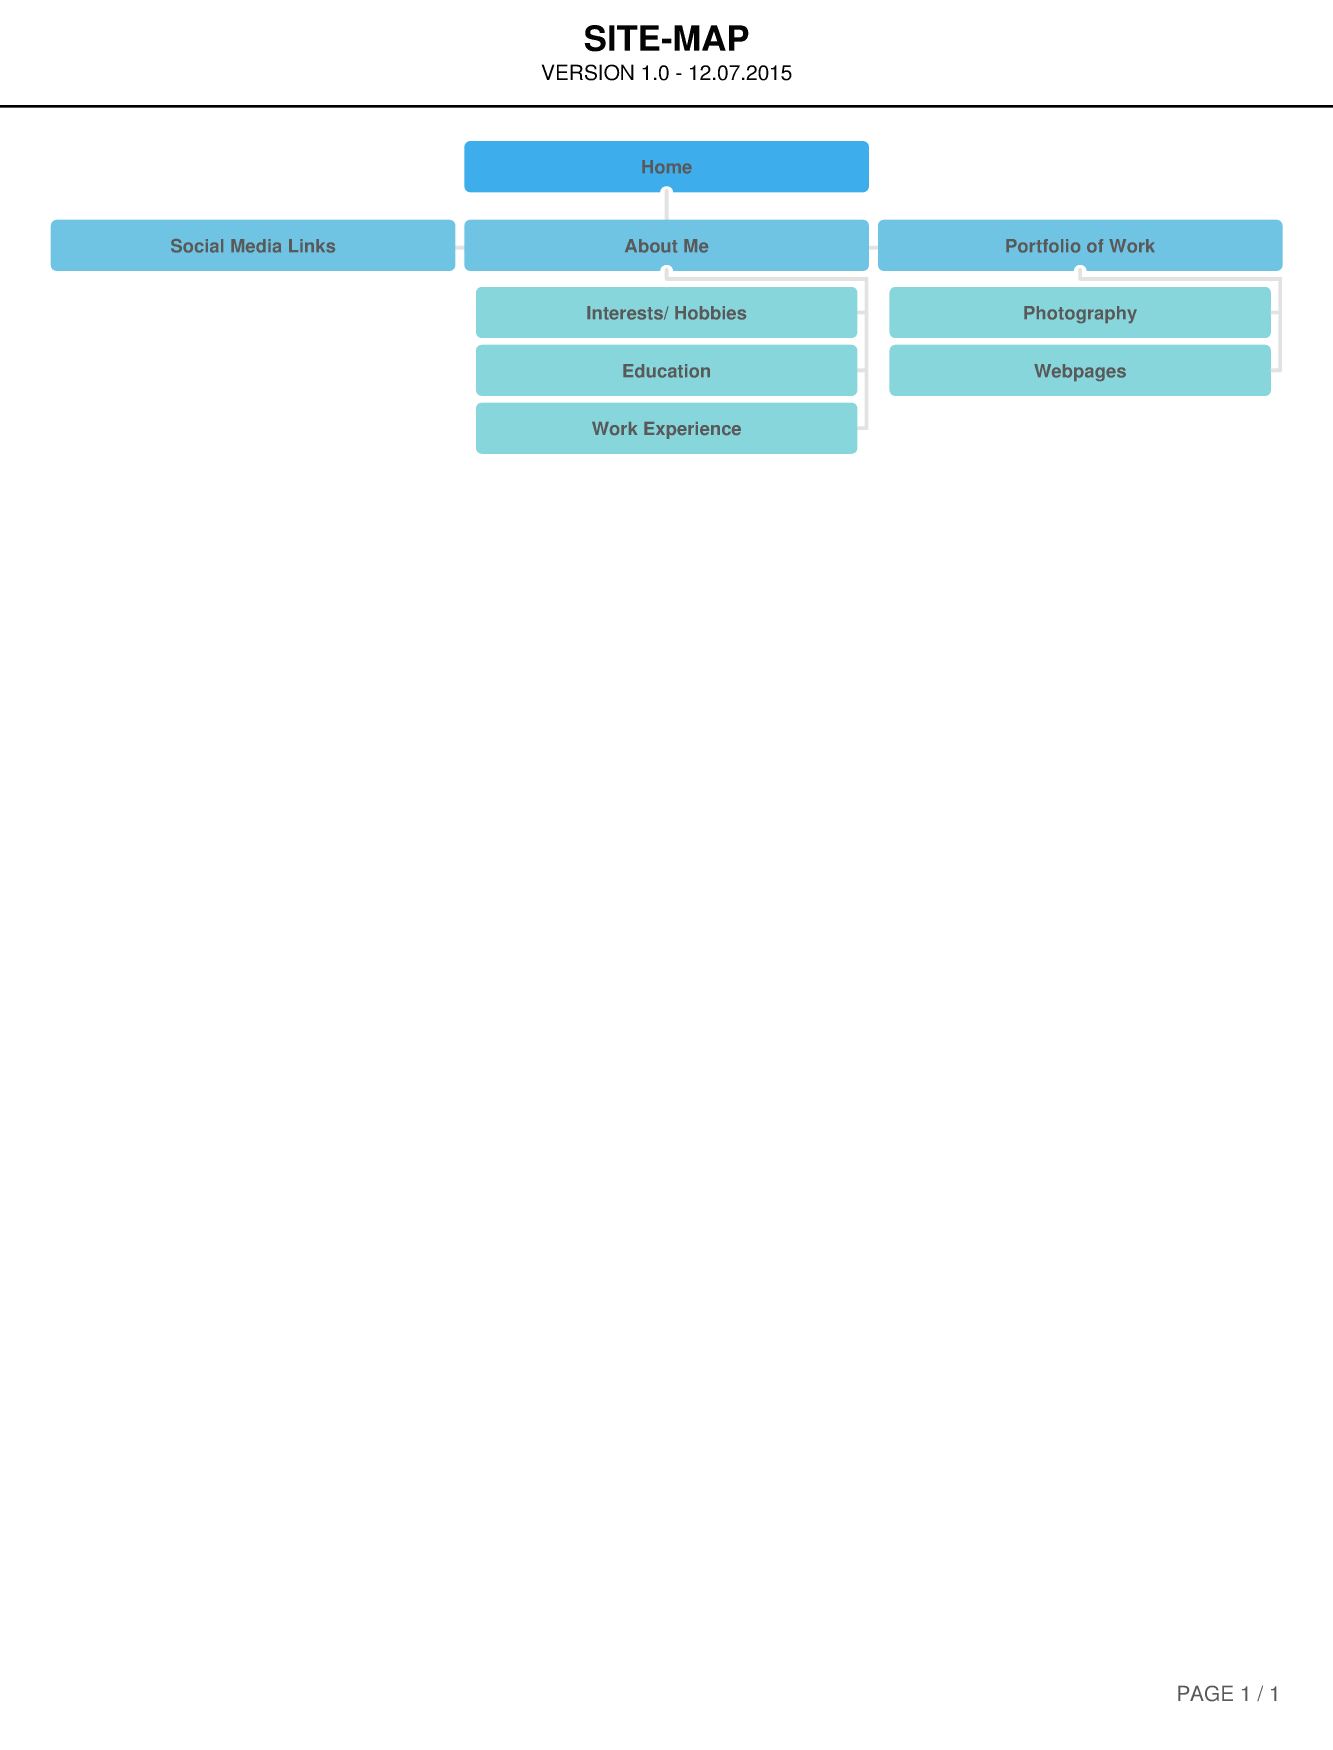 SITE-MAP
VERSION 1.0 - 12.07.2015
Home
Social Media Links
About Me
Portfolio of Work
Interests/ Hobbies
Photography
Education
Webpages
Work Experience
PAGE 1 / 1